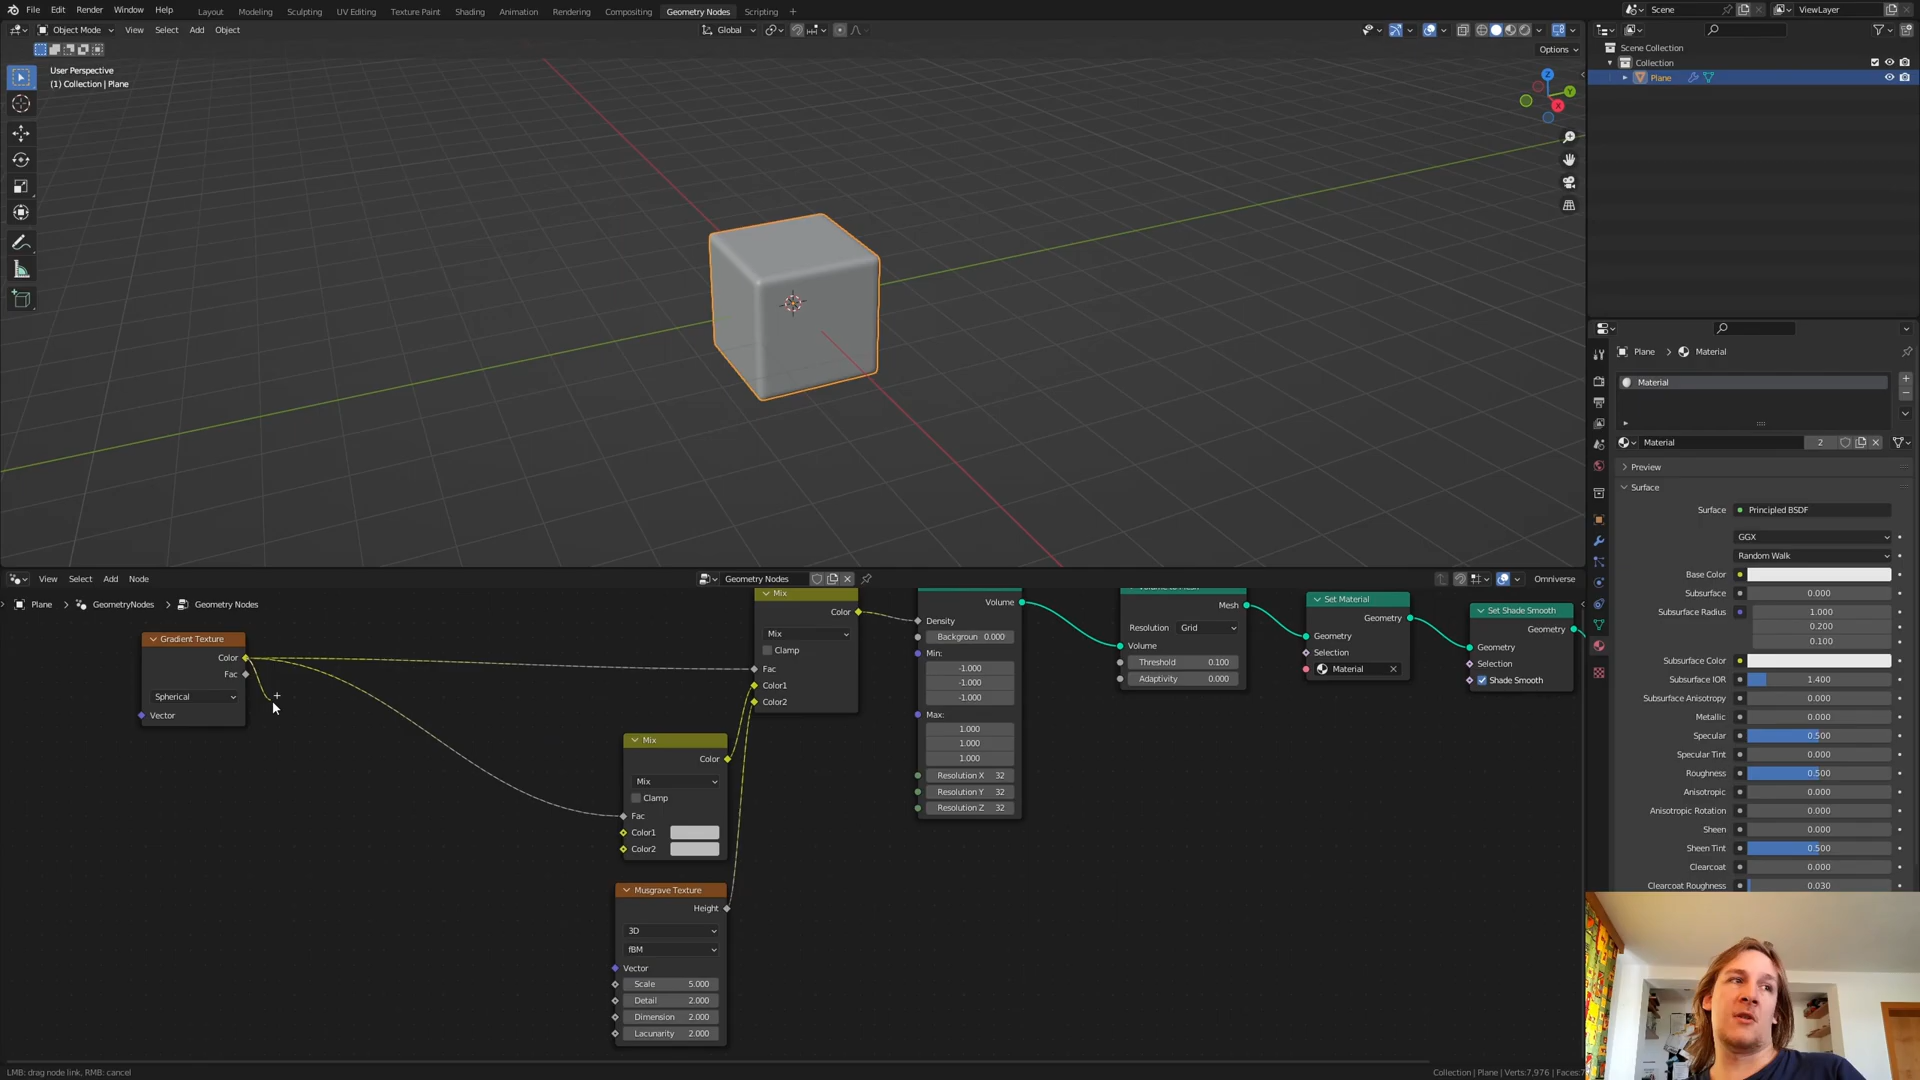 File Edit Render Window Help Layout Modeling Sculpting UV Editing Texture Paint Shading Animation Rendering Compositing Geometry Nodes Scripting + Scene ViewLayer
Object Mode View Select Add Object Global
Options
User Perspective
(1) Collection | Plane
Z
Y
X
Scene Collection
Collection
Plane
Plane > Material
Material
Material 2
Preview
Surface
Surface Principled BSDF
GGX
Random Walk
Base Color
Subsurface 0.000
Subsurface Radius 1.000
0.200
0.100
Subsurface Color
Subsurface IOR 1.400
Subsurface Anisotropy 0.000
Metallic 0.000
Specular 0.500
Specular Tint 0.000
Roughness 0.500
Anisotropic 0.000
Anisotropic Rotation 0.000
Sheen 0.000
Sheen Tint 0.500
Clearcoat 0.000
Clearcoat Roughness 0.030
View Select Add Node Geometry Nodes Omniverse
Plane > GeometryNodes > Geometry Nodes
Gradient Texture
Color
Fac
Spherical
Vector
Mix
Color
Mix
Clamp
Fac
Color1
Color2
Mix
Color
Mix
Clamp
Fac
Color1
Color2
Musgrave Texture
Height
3D
fBM
Vector
Scale 5.000
Detail 2.000
Dimension 2.000
Lacunarity 2.000
Volume
Density
Backgroun 0.000
Min:
-1.000
-1.000
-1.000
Max:
1.000
1.000
1.000
Resolution X 32
Resolution Y 32
Resolution Z 32
Volume to Mesh
Mesh
Resolution Grid
Volume
Threshold 0.100
Adaptivity 0.000
Set Material
Geometry
Geometry
Selection
Material
Set Shade Smooth
Geometry
Geometry
Selection
Shade Smooth
LMB: drag node link, RMB: cancel
Collection | Plane | Verts:7,976 | Faces:7